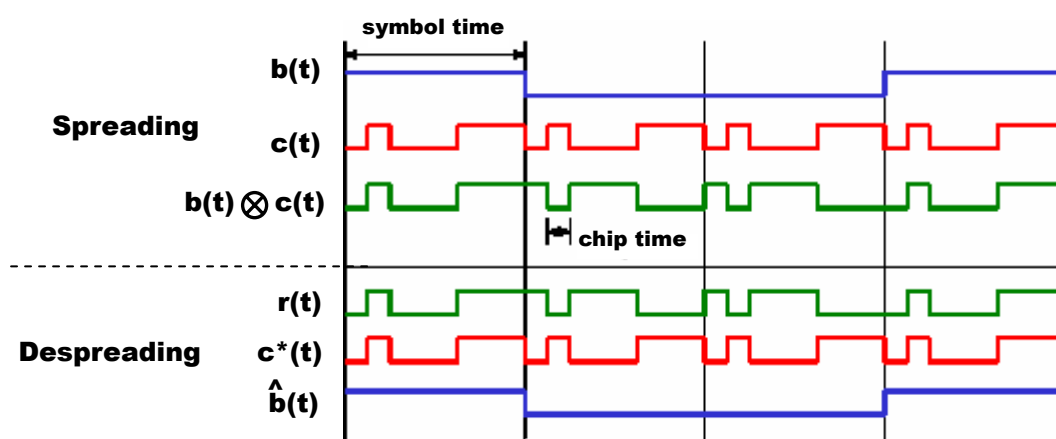 symbol time
b(t)
Spreading
c(t)
b(t) ⊗ c(t)
chip time
r(t)
Despreading
c*(t)
b̂(t)